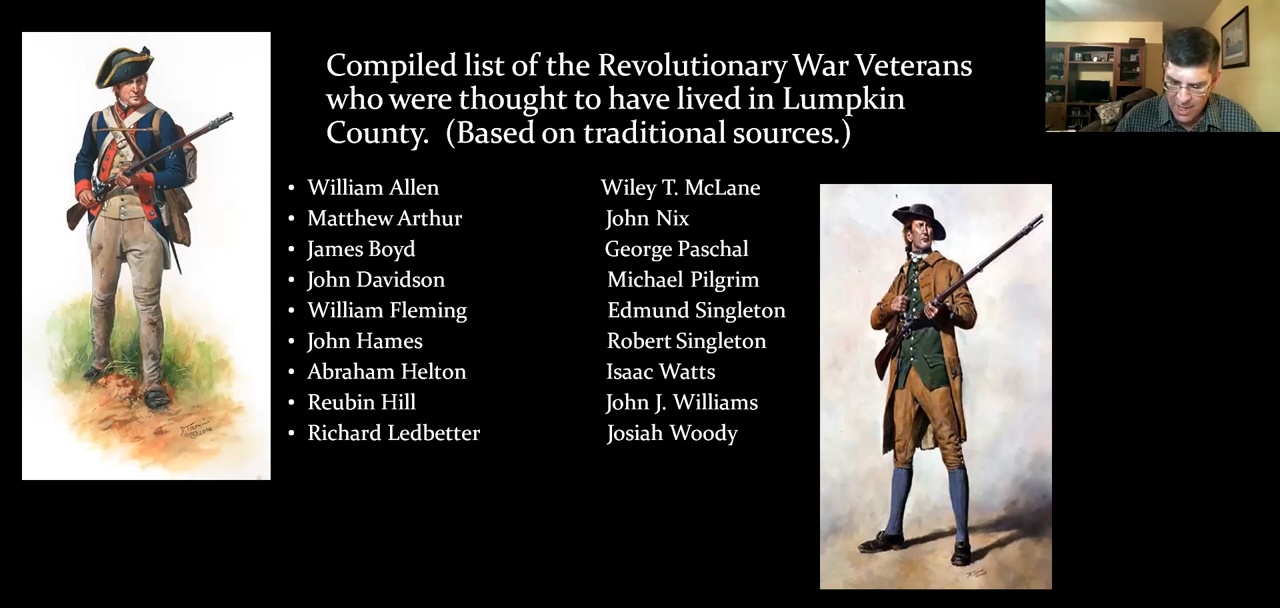 Compiled list of the Revolutionary War Veterans
who were thought to have lived in Lumpkin
County. (Based on traditional sources.)
• William Allen
• Matthew Arthur
• James Boyd
• John Davidson
• William Fleming
• John Hames
• Abraham Helton
• Reubin Hill
• Richard Ledbetter
Wiley T. McLane
John Nix
George Paschal
Michael Pilgrim
Edmund Singleton
Robert Singleton
Isaac Watts
John J. Williams
Josiah Woody